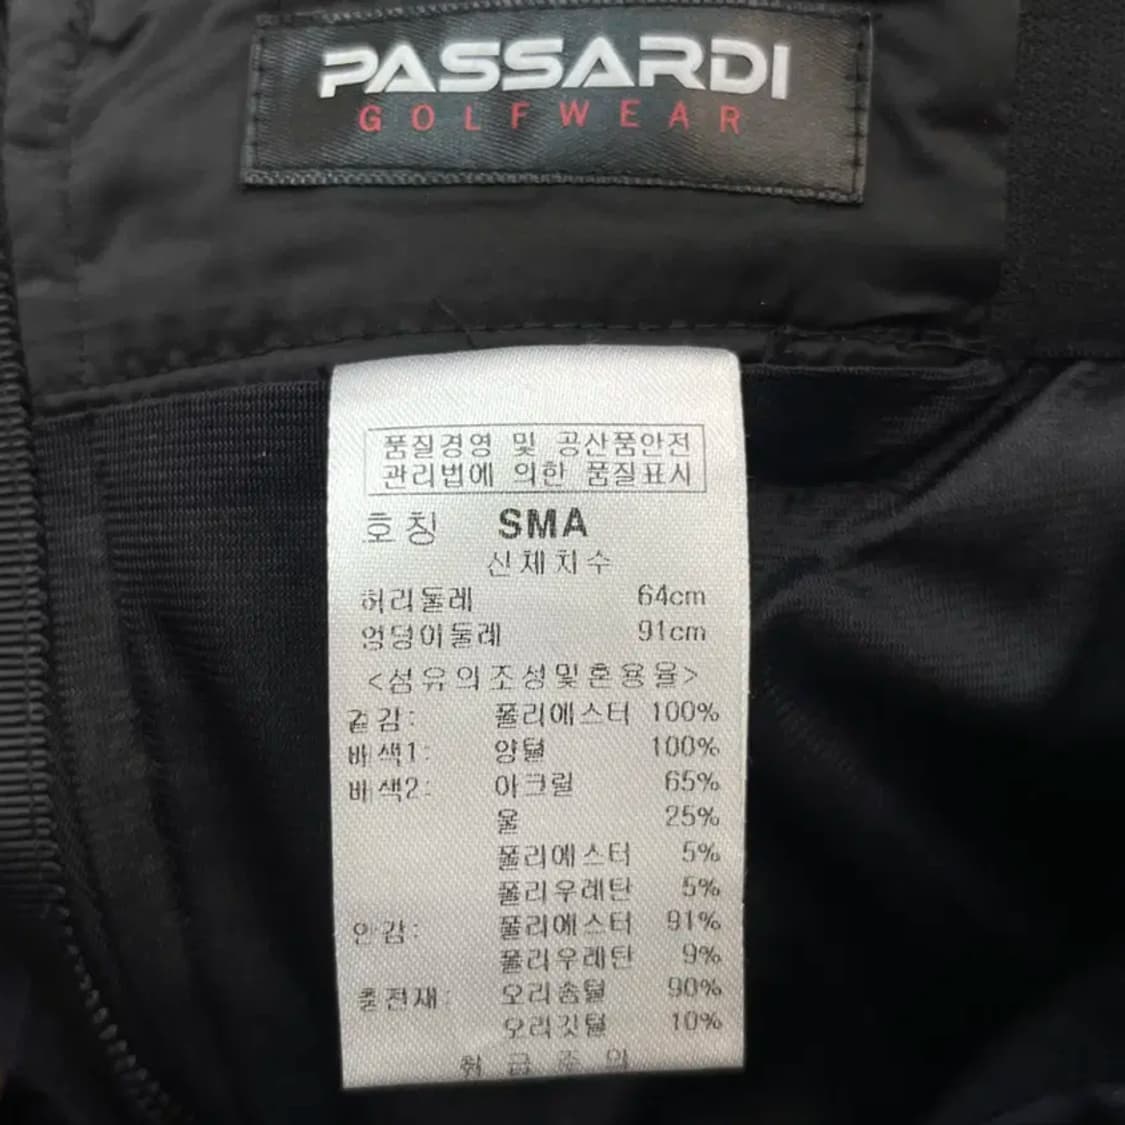 PASSARDI
GOLFWEAR
품질경영 및 공산품안전
관리법에 의한 품질표시
호칭 SMA
신체치수
허리둘레 64cm
엉덩이둘레 91cm
<섬유의조성및혼용율>
겉감: 폴리에스터 100%
배색1: 양털 100%
배색2: 아크릴 65%
울 25%
폴리에스터 5%
폴리우레탄 5%
안감: 폴리에스터 91%
폴리우레탄 9%
충전재: 오리솜털 90%
오리깃털 10%
취급주의